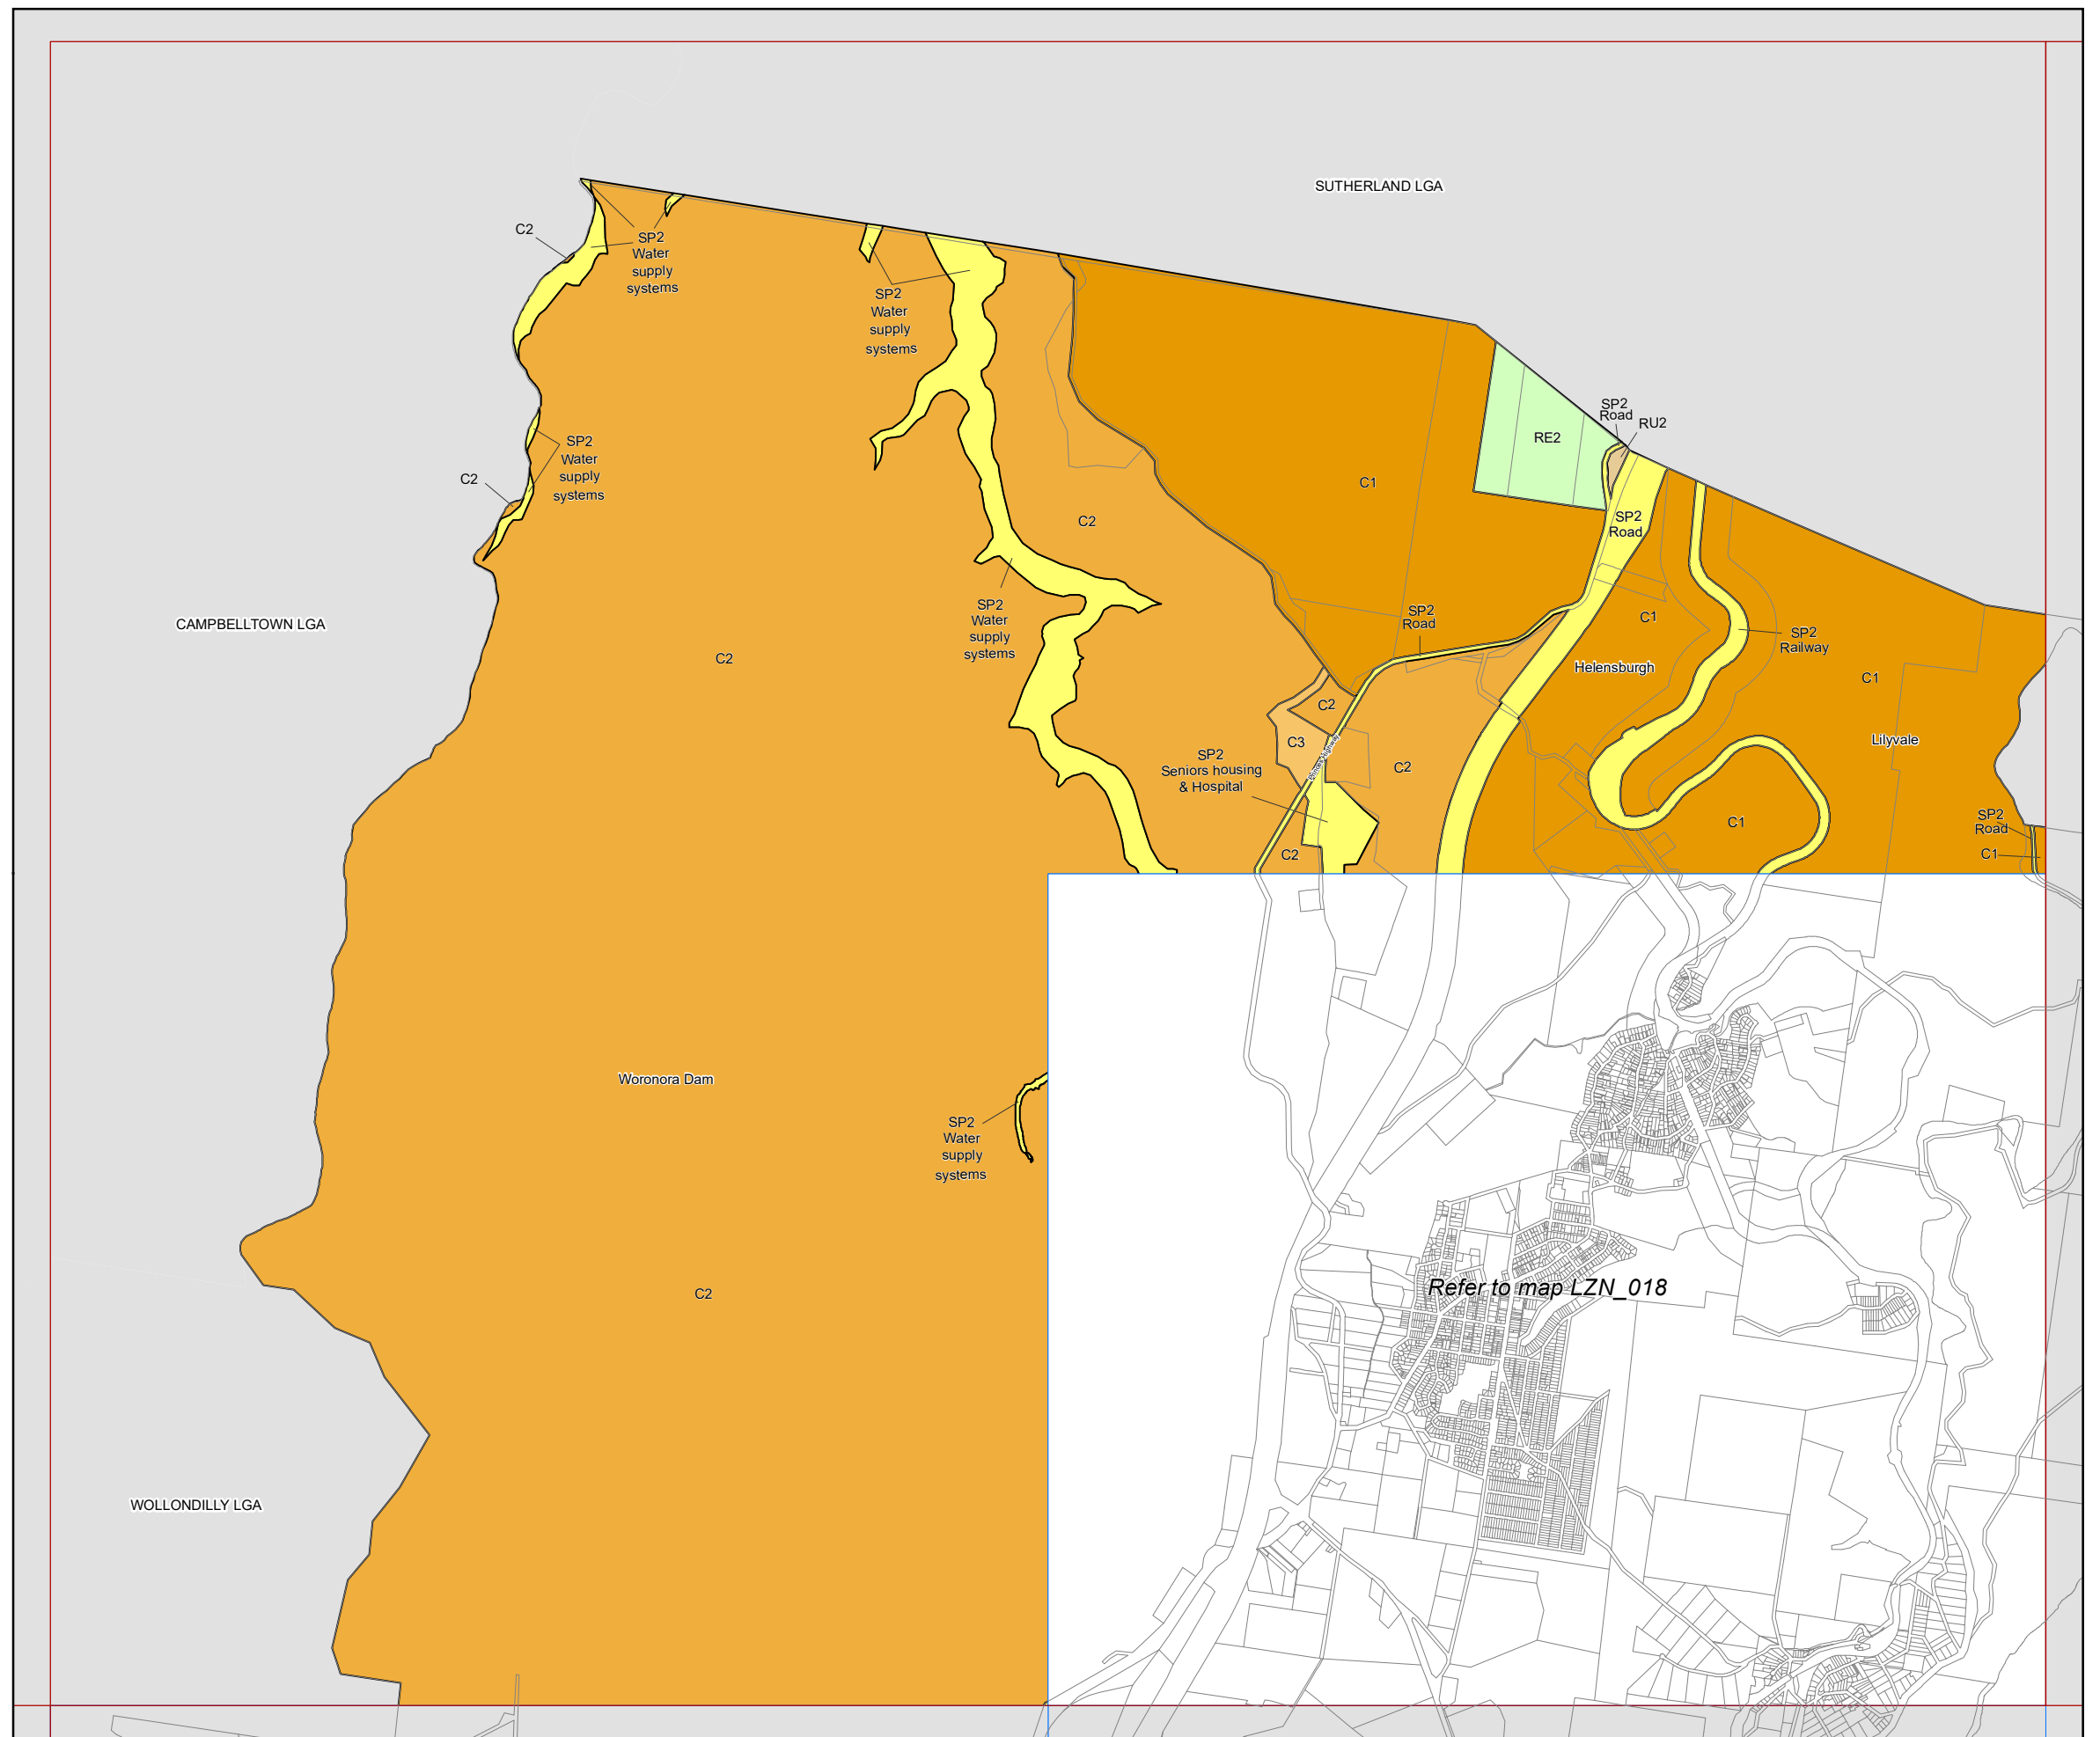 SUTHERLAND LGA
C2
SP2
Water
supply
systems
SP2
Water
supply
systems
SP2
Road
RU2
RE2
SP2
Water
supply
systems
C2
C1
C2
SP2
Road
SP2
Water
supply
systems
SP2
Road
C1
CAMPBELLTOWN LGA
SP2
Railway
C2
Helensburgh
C1
C2
C3
Lilyvale
SP2
Seniors housing
& Hospital
C2
C1
SP2
Road
C2
C1
Woronora Dam
SP2
Water
supply
systems
C2
Refer to map LZN_018
WOLLONDILLY LGA